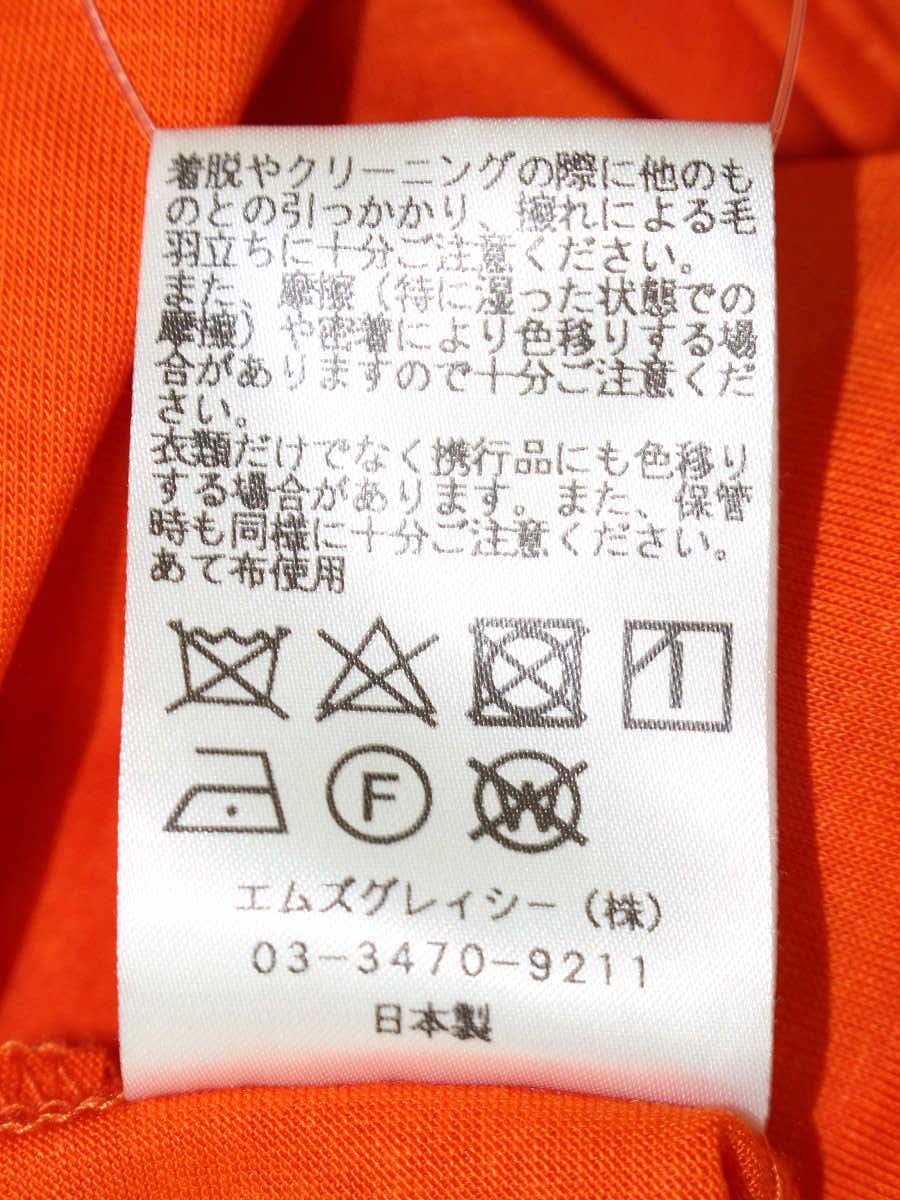 着脱やクリーニングの際に他のも
のとの引っかかり、擦れによる毛
羽立ちに十分ご注意ください。
また、摩擦（特に湿った状態での
摩擦）や密着により色移りする場
合がありますので十分ご注意くだ
さい。
衣類だけでなく携行品にも色移り
する場合があります。また、保管
時も同様に十分ご注意ください。
あて布使用
F W
エムズグレイシー（株）
03-3470-9211
日本製